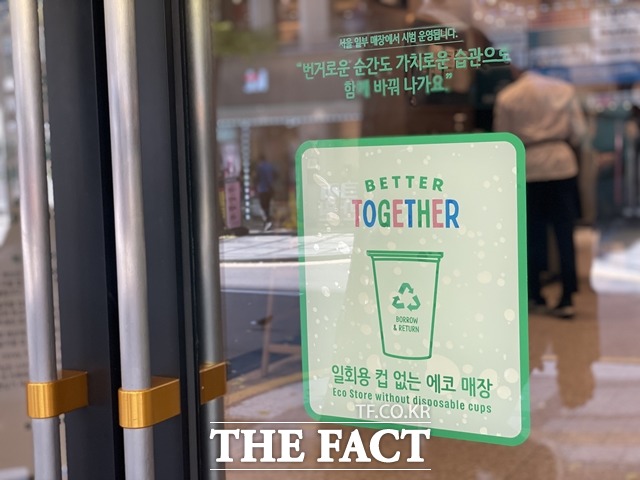 서울 일부 매장에서 시범 운영됩니다.
“번거로운 순간도 가치로운 습관으로
함께 바꿔 나가요.”
BETTER
TOGETHER
BORROW
& RETURN
일회용 컵 없는 에코 매장
Eco Store without disposable cups
TF.CO.KR
THE FACT